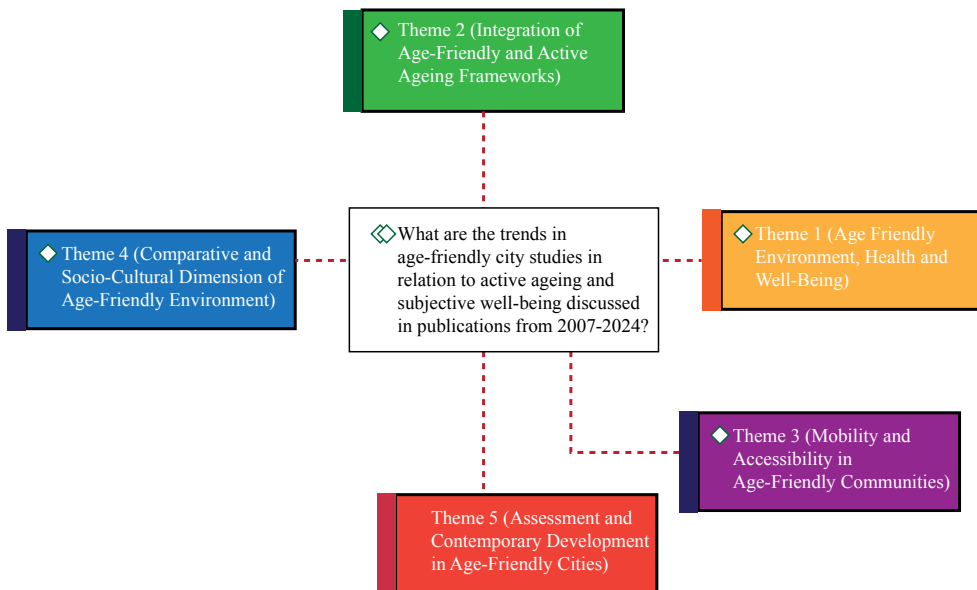 Theme 2 (Integration of
Age-Friendly and Active
Ageing Frameworks)
Theme 4 (Comparative and
Socio-Cultural Dimension of
Age-Friendly Environment)
What are the trends in
age-friendly city studies in
relation to active ageing and
subjective well-being discussed
in publications from 2007-2024?
Theme 1 (Age Friendly
Environment, Health and
Well-Being)
Theme 3 (Mobility and
Accessibility in
Age-Friendly Communities)
Theme 5 (Assessment and
Contemporary Development
in Age-Friendly Cities)